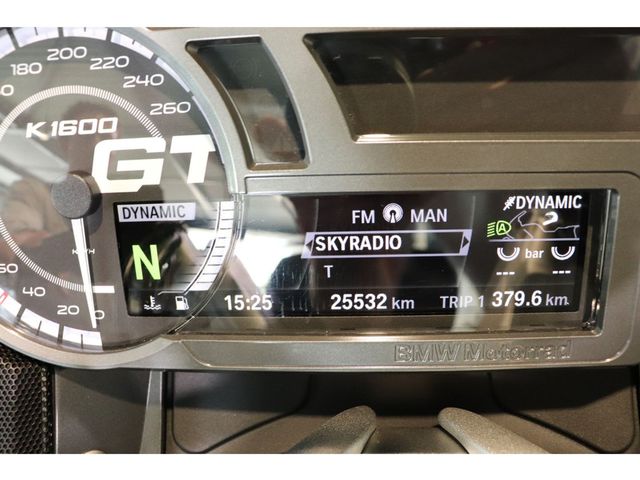 180
200
220
240
260
K1600
GT
DYNAMIC
N
km/h
60
40
20
0
15:25
FM MAN
SKYRADIO
T
25532 km
DYNAMIC
A
bar
--- ---
TRIP 1 379.6 km
BMW Motorrad